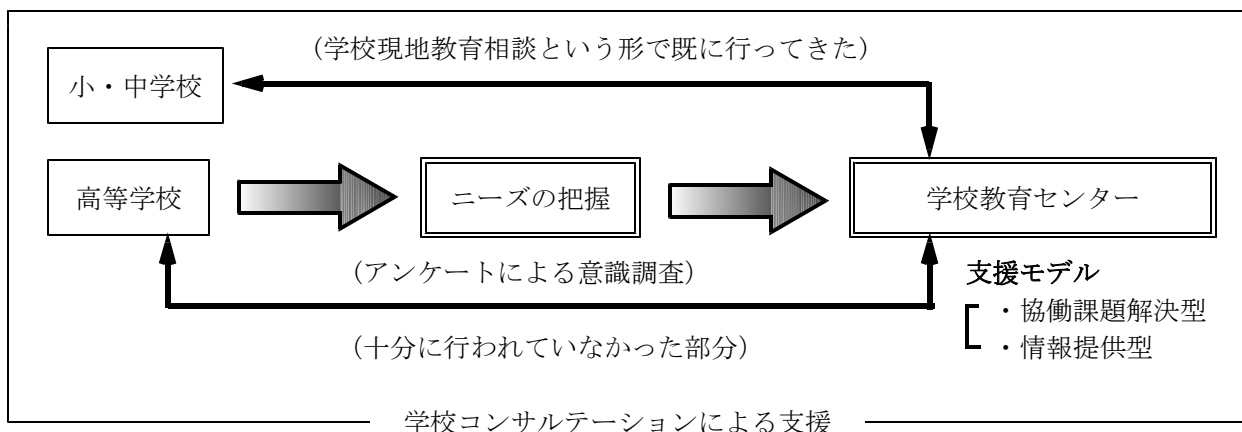 （学校現地教育相談という形で既に行ってきた）
小・中学校
高等学校
ニーズの把握
学校教育センター
（アンケートによる意識調査）
（十分に行われていなかった部分）
支援モデル
・協働課題解決型
・情報提供型
学校コンサルテーションによる支援